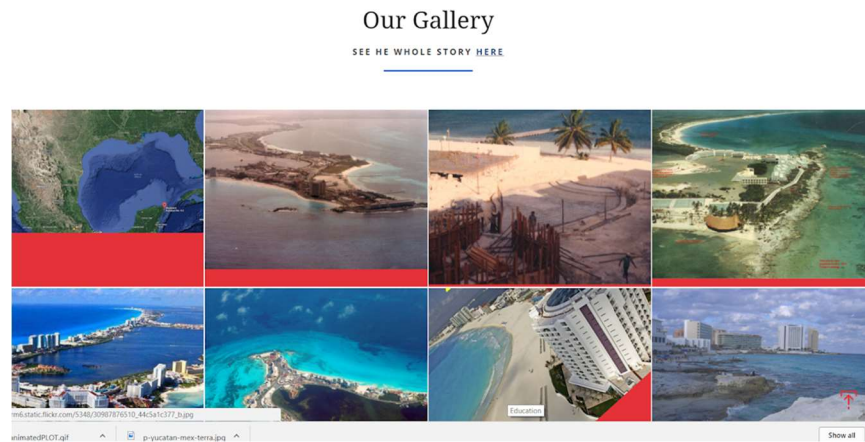 Our Gallery
SEE HE WHOLE STORY HERE
Education
rm6.static.flickr.com/5348/30987876510_44c5a1c377_b.jpg
animatedPLOT.gif
p-yucatan-mex-terra.jpg
Show all